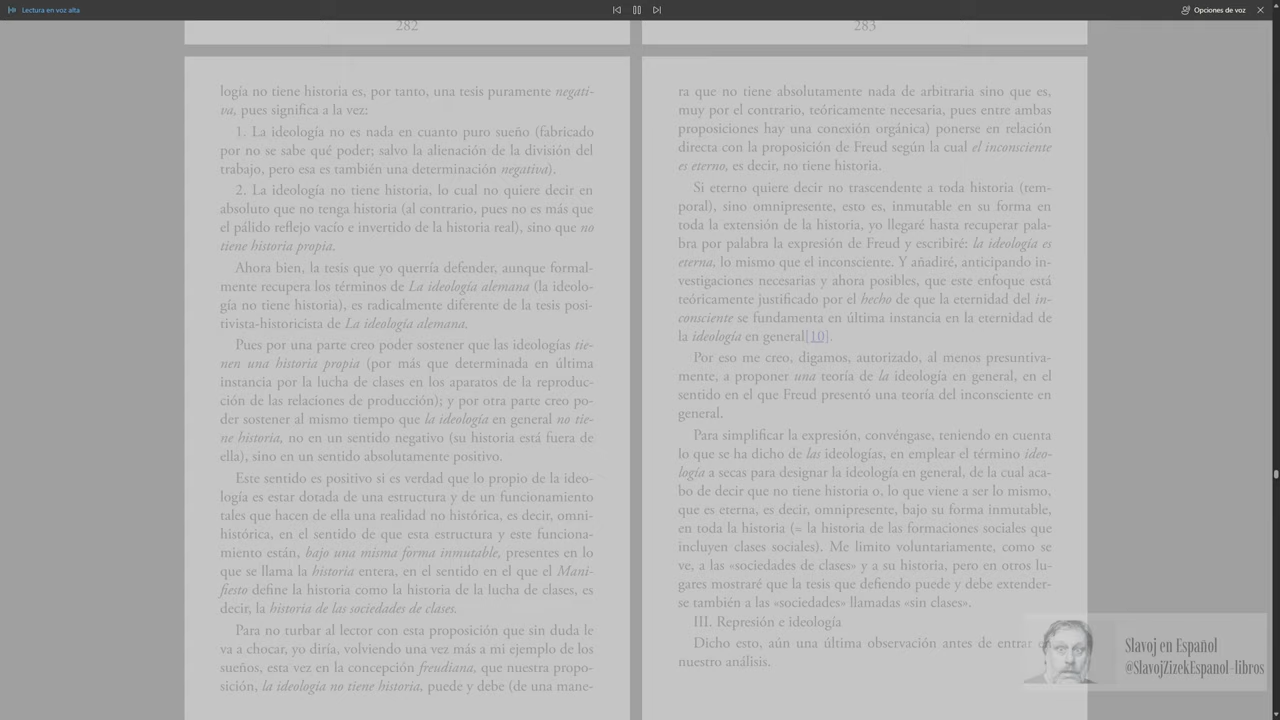 Lectura en voz alta
Opciones de voz
282
logía no tiene historia es, por tanto, una tesis puramente negati-
va, pues significa a la vez:
1. La ideología no es nada en cuanto puro sueño (fabricado
por no se sabe qué poder; salvo la alienación de la división del
trabajo, pero esa es también una determinación negativa).
2. La ideología no tiene historia, lo cual no quiere decir en
absoluto que no tenga historia (al contrario, pues no es más que
el pálido reflejo vacío e invertido de la historia real), sino que no
tiene historia propia.
Ahora bien, la tesis que yo querría defender, aunque formal-
mente recupera los términos de La ideología alemana (la ideolo-
gía no tiene historia), es radicalmente diferente de la tesis posi-
tivista-historicista de La ideología alemana.
Pues por una parte creo poder sostener que las ideologías tie-
nen una historia propia (por más que determinada en última
instancia por la lucha de clases en los aparatos de la reproduc-
ción de las relaciones de producción); y por otra parte creo po-
der sostener al mismo tiempo que la ideología en general no tie-
ne historia, no en un sentido negativo (su historia está fuera de
ella), sino en un sentido absolutamente positivo.
Este sentido es positivo si es verdad que lo propio de la ideo-
logía es estar dotada de una estructura y de un funcionamiento
tales que hacen de ella una realidad no histórica, es decir, omni-
histórica, en el sentido de que esta estructura y este funciona-
miento están, bajo una misma forma inmutable, presentes en lo
que se llama la historia entera, en el sentido en el que el Mani-
fiesto define la historia como la historia de la lucha de clases, es
decir, la historia de las sociedades de clases.
Para no turbar al lector con esta proposición que sin duda le
va a chocar, yo diría, volviendo una vez más a mi ejemplo de los
sueños, esta vez en la concepción freudiana, que nuestra propo-
sición, la ideología no tiene historia, puede y debe (de una mane-
283
ra que no tiene absolutamente nada de arbitraria sino que es,
muy por el contrario, teóricamente necesaria, pues entre ambas
proposiciones hay una conexión orgánica) ponerse en relación
directa con la proposición de Freud según la cual el inconsciente
es eterno, es decir, no tiene historia.
Si eterno quiere decir no trascendente a toda historia (tem-
poral), sino omnipresente, esto es, inmutable en su forma en
toda la extensión de la historia, yo llegaré hasta recuperar pala-
bra por palabra la expresión de Freud y escribiré: la ideología es
eterna, lo mismo que el inconsciente. Y añadiré, anticipando in-
vestigaciones necesarias y ahora posibles, que este enfoque está
teóricamente justificado por el hecho de que la eternidad del in-
consciente se fundamenta en última instancia en la eternidad de
la ideología en general[10].
Por eso me creo, digamos, autorizado, al menos presuntiva-
mente, a proponer una teoría de la ideología en general, en el
sentido en el que Freud presentó una teoría del inconsciente en
general.
Para simplificar la expresión, convéngase, teniendo en cuenta
lo que se ha dicho de las ideologías, en emplear el término ideo-
logía a secas para designar la ideología en general, de la cual aca-
bo de decir que no tiene historia o, lo que viene a ser lo mismo,
que es eterna, es decir, omnipresente, bajo su forma inmutable,
en toda la historia (= la historia de las formaciones sociales que
incluyen clases sociales). Me limito voluntariamente, como se
ve, a las «sociedades de clases» y a su historia, pero en otros lu-
gares mostraré que la tesis que defiendo puede y debe extender-
se también a las «sociedades» llamadas «sin clases».
III. Represión e ideología
Dicho esto, aún una última observación antes de entrar
nuestro análisis.
Slavoj en Español
@SlavojZizekEspanol-libros